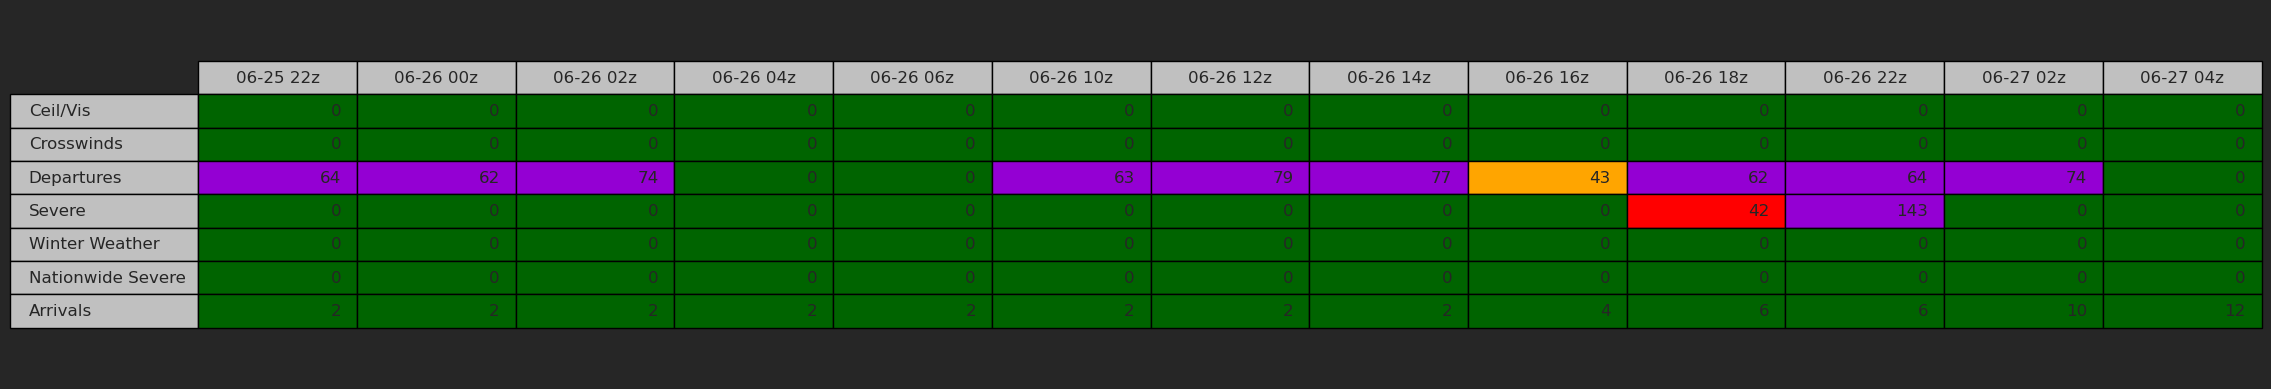 06-25 22z 06-26 00z 06-26 02z 06-26 04z 06-26 06z 06-26 10z 06-26 12z 06-26 14z 06-26 16z 06-26 18z 06-26 22z 06-27 02z 06-27 04z
Ceil/Vis 0 0 0 0 0 0 0 0 0 0 0 0 0
Crosswinds 0 0 0 0 0 0 0 0 0 0 0 0 0
Departures 64 62 74 0 0 63 79 77 43 62 64 74 0
Severe 0 0 0 0 0 0 0 0 0 42 143 0 0
Winter Weather 0 0 0 0 0 0 0 0 0 0 0 0 0
Nationwide Severe 0 0 0 0 0 0 0 0 0 0 0 0 0
Arrivals 2 2 2 2 2 2 2 2 4 6 6 10 12